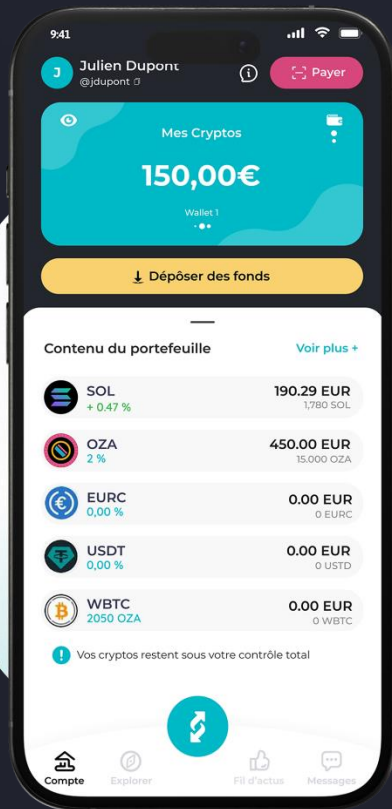 9:41
J
Julien Dupont
@jdupont
Payer
Mes Cryptos
150,00€
Wallet 1
Dépôser des fonds
Contenu du portefeuille
Voir plus +
SOL
190.29 EUR
+ 0.47 %
1,780 SOL
OZA
450.00 EUR
2 %
15.000 OZA
EURC
0.00 EUR
0,00 %
0 EURC
USDT
0.00 EUR
0,00 %
0 USTD
WBTC
0.00 EUR
2050 OZA
0 WBTC
Vos cryptos restent sous votre contrôle total
Compte
Explorer
Fil d'actus
Messages